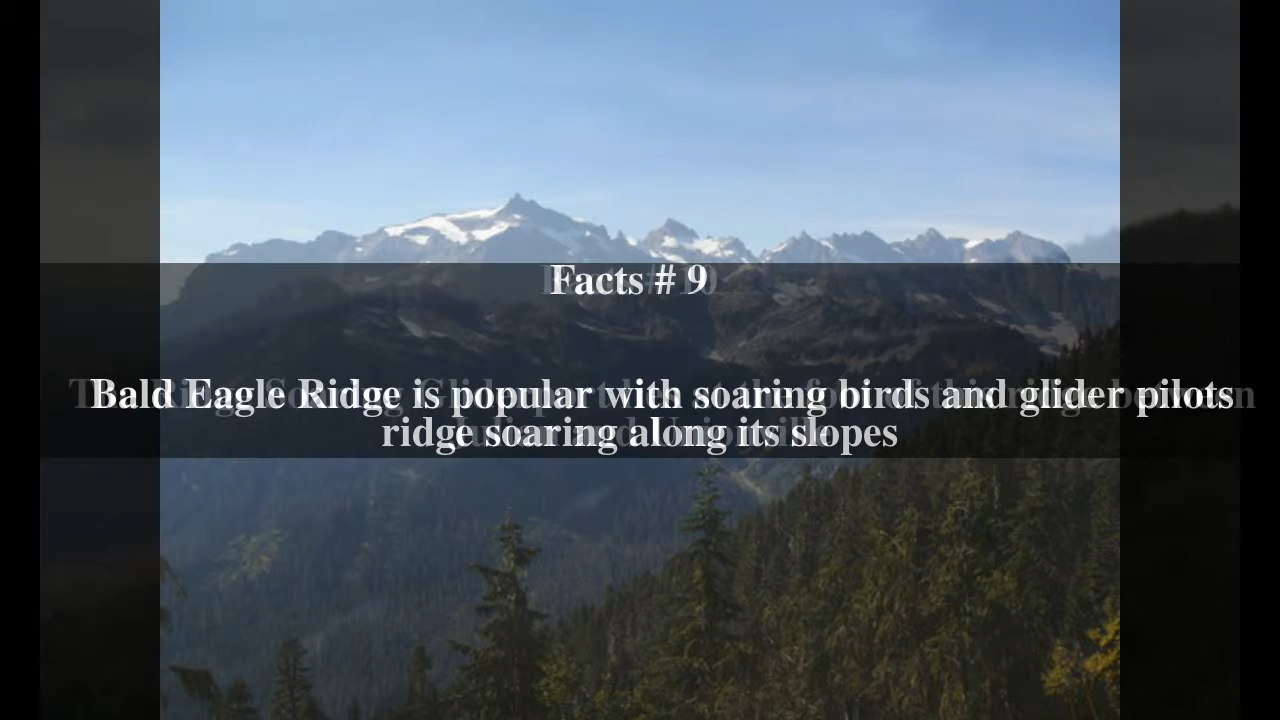 Facts # 9
Bald Eagle Ridge is popular with soaring birds and glider pilots
ridge soaring along its slopes